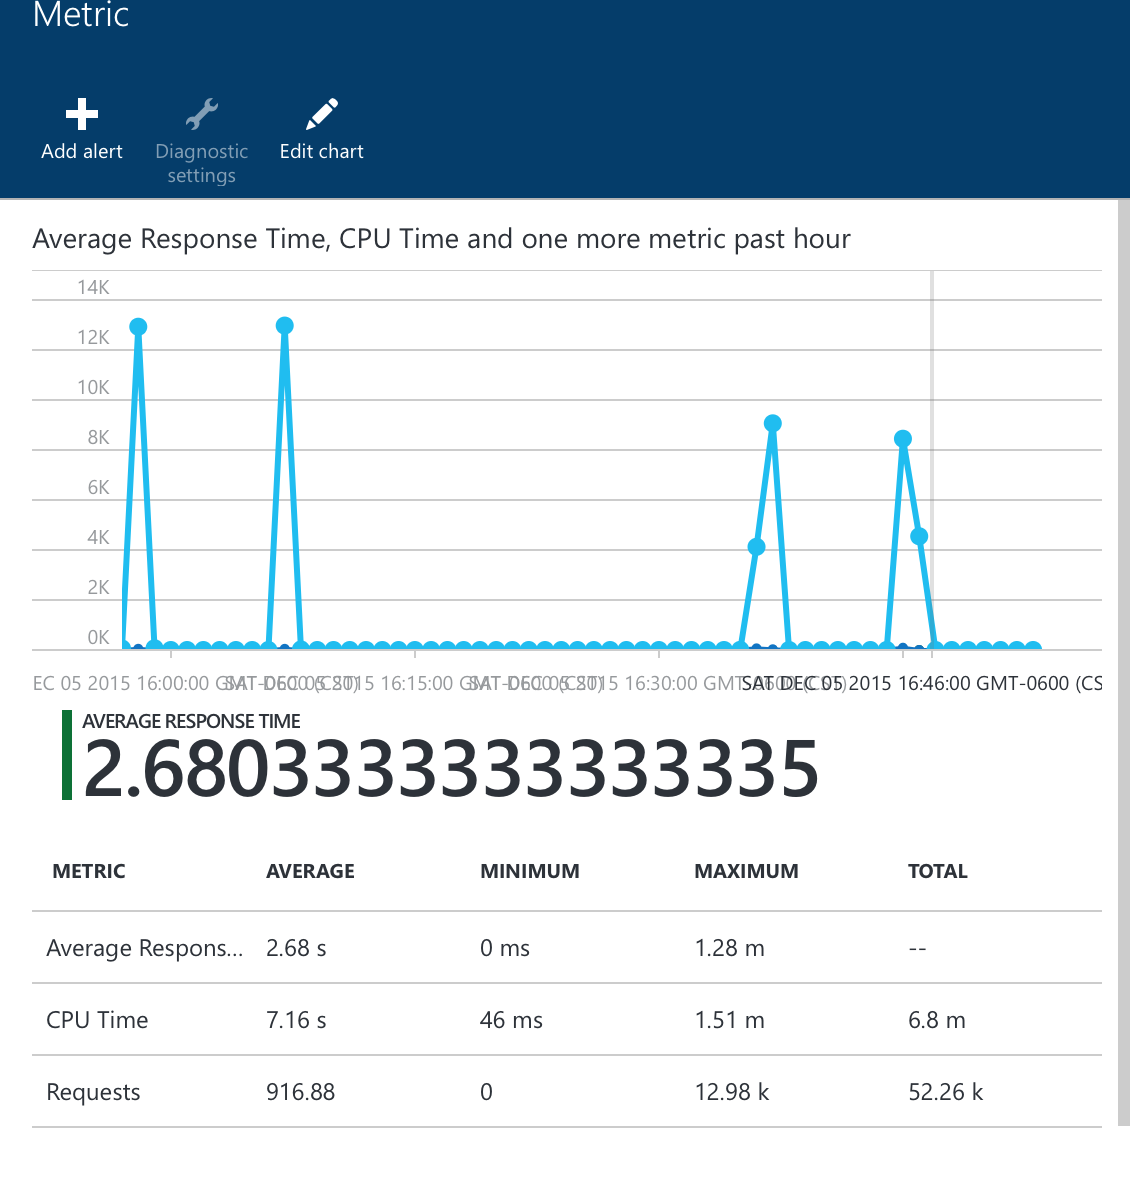 Metric
Add alert
Diagnostic
settings
Edit chart
Average Response Time, CPU Time and one more metric past hour
14K
12K
10K
8K
6K
4K
2K
0K
EC 05 2015 16:00:00 GMT-0600 (CST)
05 2015 16:15:00 GMT-0600 (CST)
2015 16:30:00 GMT-0600 (CST)
SAT DEC 05 2015 16:46:00 GMT-0600 (CS
AVERAGE RESPONSE TIME
2.6803333333333335
METRIC AVERAGE MINIMUM MAXIMUM TOTAL
Average Respons... 2.68 s 0 ms 1.28 m --
CPU Time 7.16 s 46 ms 1.51 m 6.8 m
Requests 916.88 0 12.98 k 52.26 k